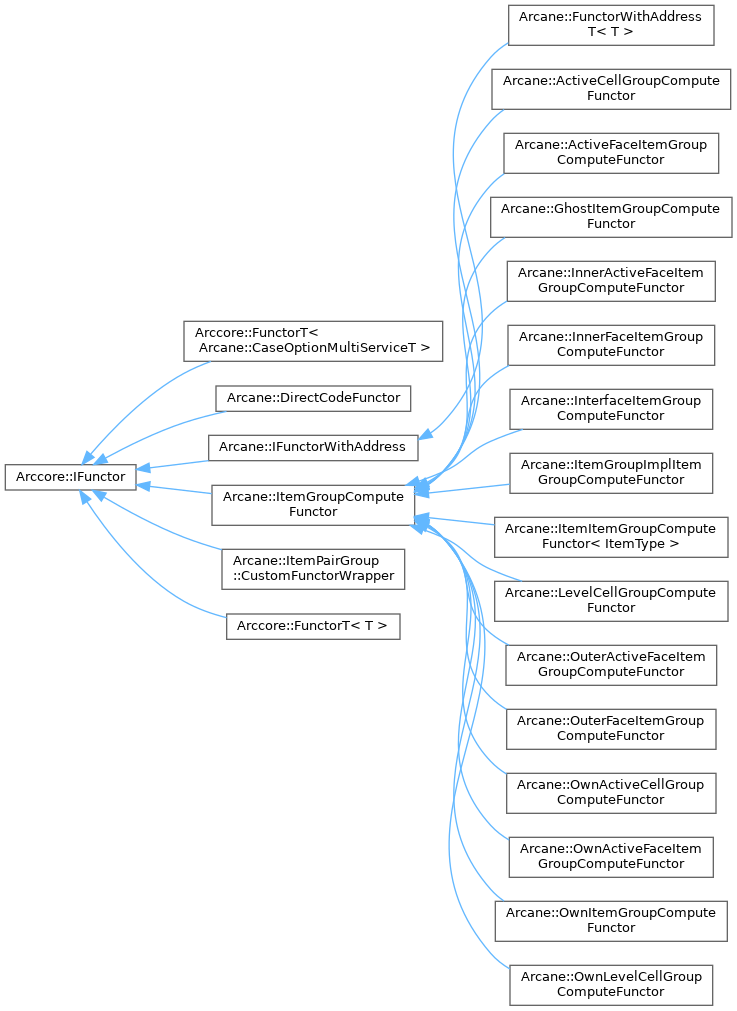 Arcane::FunctorWithAddress
T< T >
Arcane::ActiveCellGroupCompute
Functor
Arcane::ActiveFaceItemGroup
ComputeFunctor
Arcane::GhostItemGroupCompute
Functor
Arcane::InnerActiveFaceItem
GroupComputeFunctor
Arccore::FunctorT<
Arcane::CaseOptionMultiServiceT >
Arcane::InnerFaceItemGroup
ComputeFunctor
Arcane::DirectCodeFunctor
Arcane::InterfaceItemGroup
ComputeFunctor
Arcane::IFunctorWithAddress
Arccore::IFunctor
Arcane::ItemGroupImplItem
GroupComputeFunctor
Arcane::ItemGroupCompute
Functor
Arcane::ItemItemGroupCompute
Functor< ItemType >
Arcane::ItemPairGroup
::CustomFunctorWrapper
Arcane::LevelCellGroupCompute
Functor
Arccore::FunctorT< T >
Arcane::OuterActiveFaceItem
GroupComputeFunctor
Arcane::OuterFaceItemGroup
ComputeFunctor
Arcane::OwnActiveCellGroup
ComputeFunctor
Arcane::OwnActiveFaceItem
GroupComputeFunctor
Arcane::OwnItemGroupCompute
Functor
Arcane::OwnLevelCellGroup
ComputeFunctor